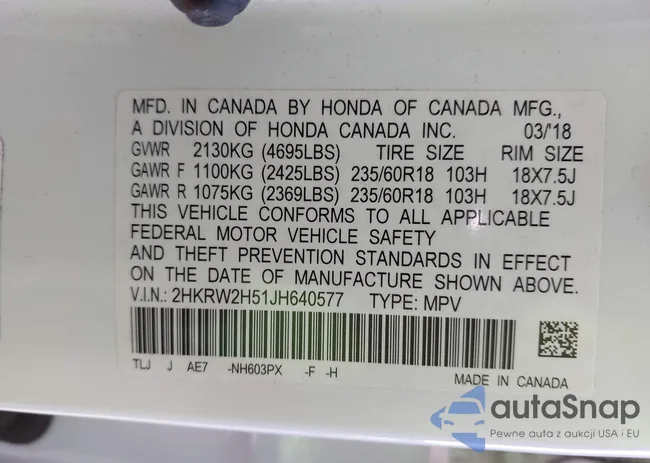 MFD. IN CANADA BY HONDA OF CANADA MFG.,
A DIVISION OF HONDA CANADA INC. 03/'18
GVWR 2130KG (4695LBS) TIRE SIZE RIM SIZE
GAWR F 1100KG (2425LBS) 235/60R18 103H 18X7.5J
GAWR R 1075KG (2369LBS) 235/60R18 103H 18X7.5J
THIS VEHICLE CONFORMS TO ALL APPLICABLE
FEDERAL MOTOR VEHICLE SAFETY
AND THEFT PREVENTION STANDARDS IN EFFECT
ON THE DATE OF MANUFACTURE SHOWN ABOVE.
V.I.N.: 2HKRW2H51JH640577 TYPE: MPV
TLJ J AE7 -NH603PX -F -H
MADE IN CANADA
autaSnap
Pewne auta z aukcji USA i EU